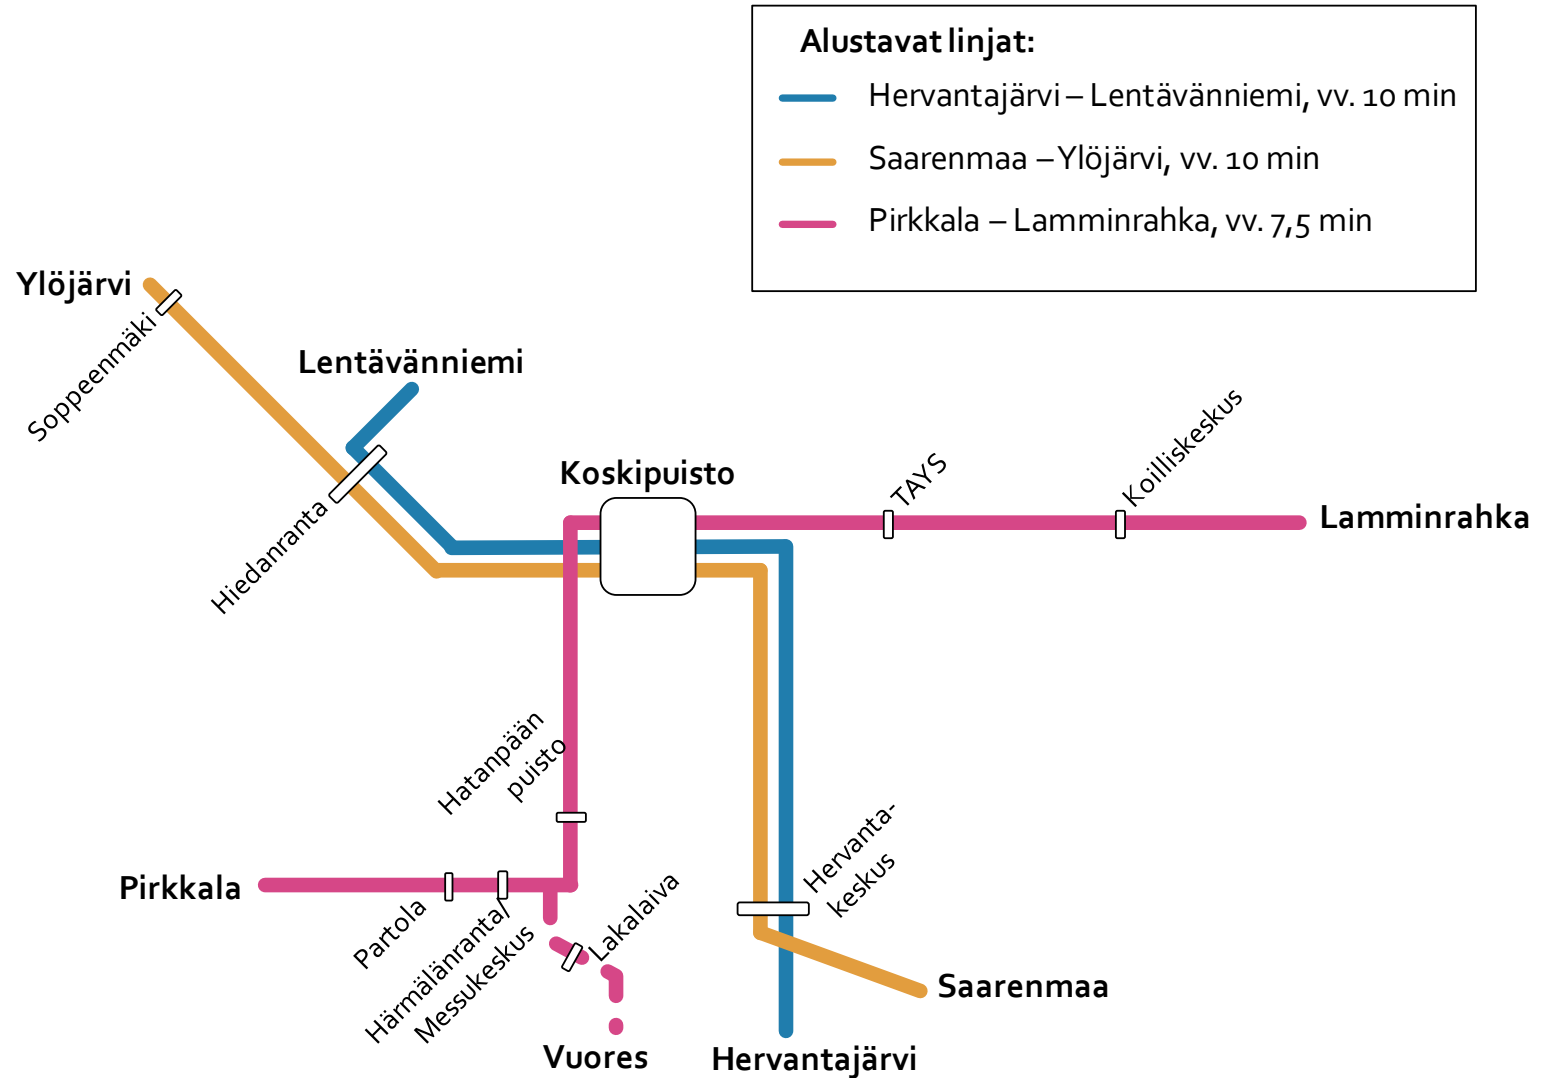 Alustavat linjat:
Hervantajärvi – Lentävänniemi, vv. 10 min
Saarenmaa – Ylöjärvi, vv. 10 min
Pirkkala – Lamminrahka, vv. 7,5 min
Ylöjärvi
Soppeenmäki
Lentävänniemi
Hiedanranta
Koskipuisto
TAYS
Koilliskeskus
Lamminrahka
Hatanpään
puisto
Pirkkala
Partola
Härmälänranta/
Messukeskus
Lakalaiva
Vuores
Hervanta-
keskus
Saarenmaa
Hervantajärvi